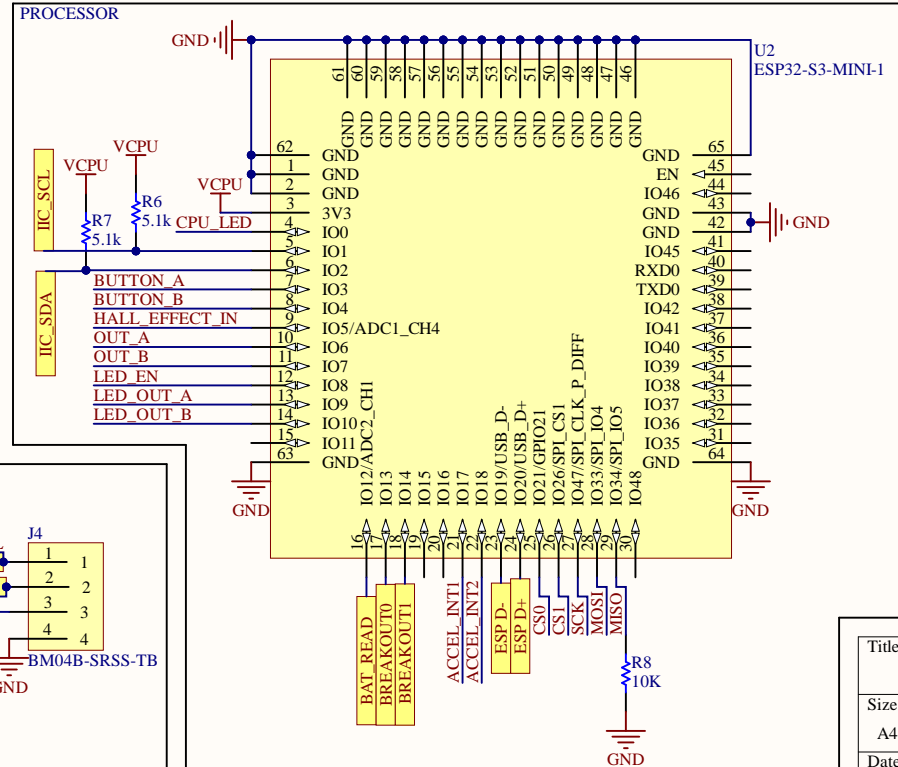 PROCESSOR
GND
U2
ESP32-S3-MINI-1
61 60 59 58 57 56 55 54 53 52 51 50 49 48 47 46
GND GND GND GND GND GND GND GND GND GND GND GND GND GND GND GND
IIC_SCL
VCPU
VCPU
VCPU
R7
5.1k
R6
5.1k
IIC_SDA
62 GND
1 GND
2 GND
3 3V3
CPU_LED 4 IO0
5 IO1
6 IO2
BUTTON_A 7 IO3
BUTTON_B 8 IO4
HALL_EFFECT_IN 9 IO5/ADC1_CH4
OUT_A 10 IO6
OUT_B 11 IO7
LED_EN 12 IO8
LED_OUT_A 13 IO9
LED_OUT_B 14 IO10
15 IO11
63 GND
GND
GND 65
EN 45
IO46 44
GND 43
GND 42
GND
IO45 41
RXD0 40
TXD0 39
IO42 38
IO41 37
IO40 36
IO39 35
IO38 34
IO37 33
IO36 32
IO35 31
GND 64
GND
IO12/ADC2_CH1 16 BAT_READ
IO13 17 BREAKOUT0
IO14 18 BREAKOUT1
IO15 19
IO16 20
IO17 21 ACCEL_INT1
IO18 22 ACCEL_INT2
IO19/USB_D- 23 ESP D-
IO20/USB_D+ 24 ESP D+
IO21/GPIO21 25 CS0
IO26/SPI_CS1 26 CS1
IO47/SPI_CLK_P_DIFF 27 SCK
IO33/SPI_IO4 28 MOSI
IO34/SPI_IO5 29 MISO
IO48 30
R8
10K
GND
J4
1 1
2 2
3 3
4 4
BM04B-SRSS-TB
GND
Title
Size
A4
Date